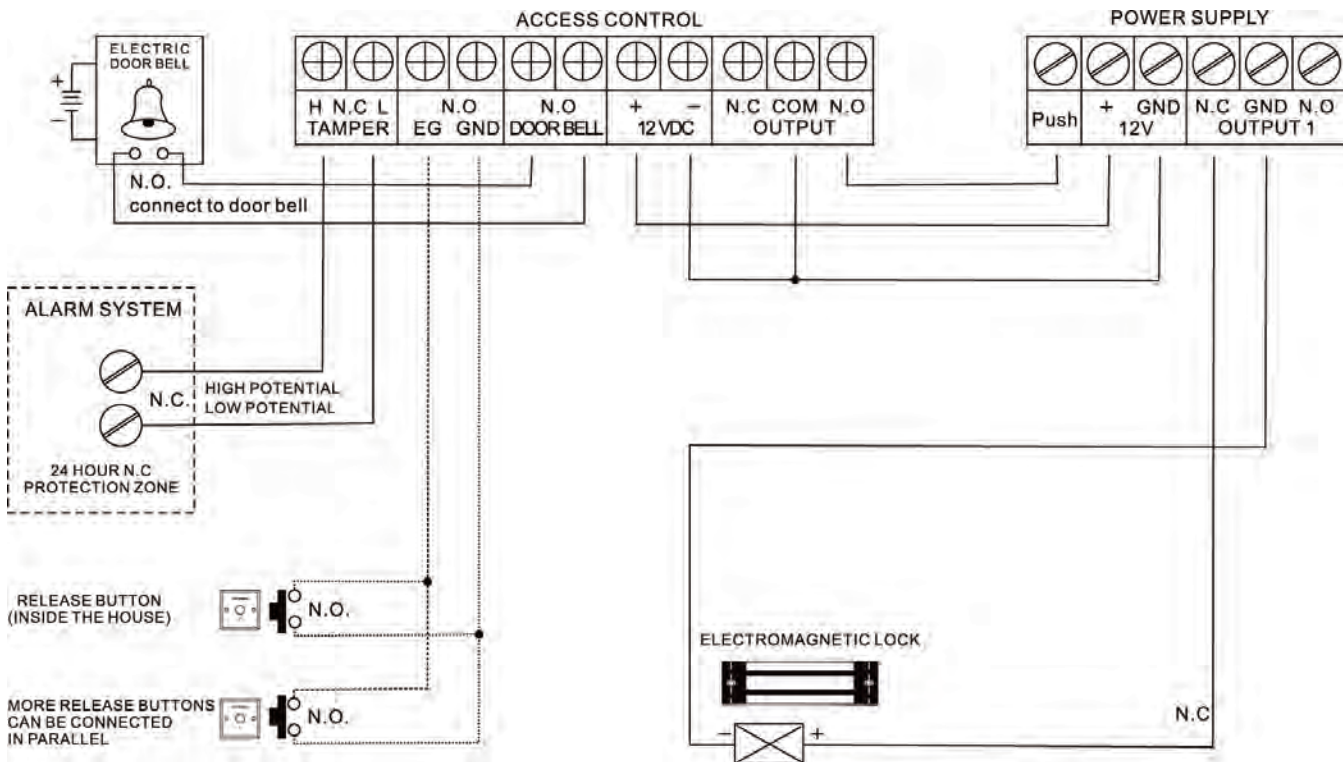 ACCESS CONTROL
POWER SUPPLY
ELECTRIC
DOOR BELL
+
−
H N.C L
TAMPER
N.O
EG GND
N.O
DOOR BELL
+ −
12VDC
N.C COM N.O
OUTPUT
Push
+ GND
12V
N.C GND N.O
OUTPUT 1
N.O.
connect to door bell
ALARM SYSTEM
N.C.
HIGH POTENTIAL
LOW POTENTIAL
24 HOUR N.C
PROTECTION ZONE
RELEASE BUTTON
(INSIDE THE HOUSE)
N.O.
MORE RELEASE BUTTONS
CAN BE CONNECTED
IN PARALLEL
N.O.
ELECTROMAGNETIC LOCK
N.C
− +